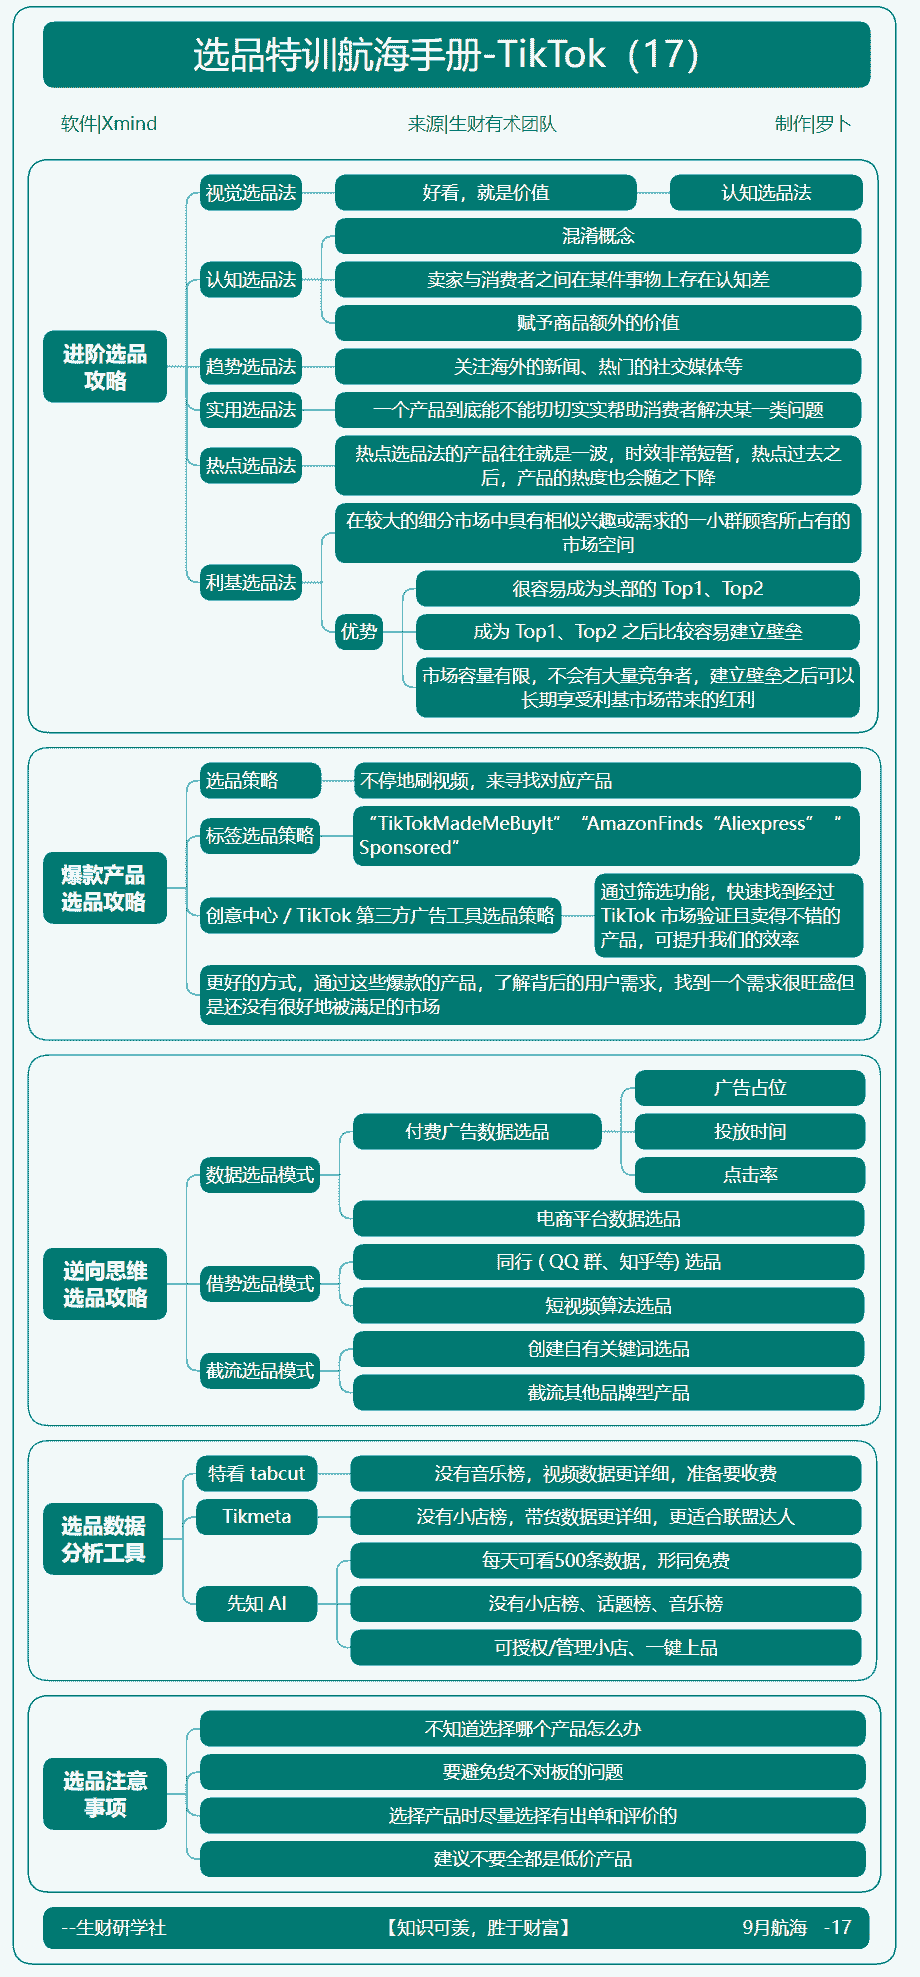 选品特训航海手册-TikTok（17）
软件|Xmind
来源|生财有术团队
制作|罗卜
进阶选品
攻略
视觉选品法
好看，就是价值
认知选品法
认知选品法
混淆概念
卖家与消费者之间在某件事物上存在认知差
赋予商品额外的价值
趋势选品法
关注海外的新闻、热门的社交媒体等
实用选品法
一个产品到底能不能切切实实帮助消费者解决某一类问题
热点选品法
热点选品法的产品往往就是一波，时效非常短暂，热点过去之
后，产品的热度也会随之下降
利基选品法
在较大的细分市场中具有相似兴趣或需求的一小群顾客所占有的
市场空间
优势
很容易成为头部的 Top1、Top2
成为 Top1、Top2 之后比较容易建立壁垒
市场容量有限，不会有大量竞争者，建立壁垒之后可以
长期享受利基市场带来的红利
爆款产品
选品攻略
选品策略
不停地刷视频，来寻找对应产品
标签选品策略
“TikTokMadeMeBuyIt” “AmazonFinds “Aliexpress” “
Sponsored”
创意中心 / TikTok 第三方广告工具选品策略
通过筛选功能，快速找到经过
TikTok 市场验证且卖得不错的
产品，可提升我们的效率
更好的方式，通过这些爆款的产品，了解背后的用户需求，找到一个需求很旺盛但
是还没有很好地被满足的市场
逆向思维
选品攻略
数据选品模式
付费广告数据选品
广告占位
投放时间
点击率
电商平台数据选品
借势选品模式
同行 ( QQ 群、知乎等) 选品
短视频算法选品
截流选品模式
创建自有关键词选品
截流其他品牌型产品
选品数据
分析工具
特看 tabcut
没有音乐榜，视频数据更详细，准备要收费
Tikmeta
没有小店榜，带货数据更详细，更适合联盟达人
先知 AI
每天可看500条数据，形同免费
没有小店榜、话题榜、音乐榜
可授权/管理小店、一键上品
选品注意
事项
不知道选择哪个产品怎么办
要避免货不对板的问题
选择产品时尽量选择有出单和评价的
建议不要全都是低价产品
--生财研学社
【知识可羡，胜于财富】
9月航海 -17